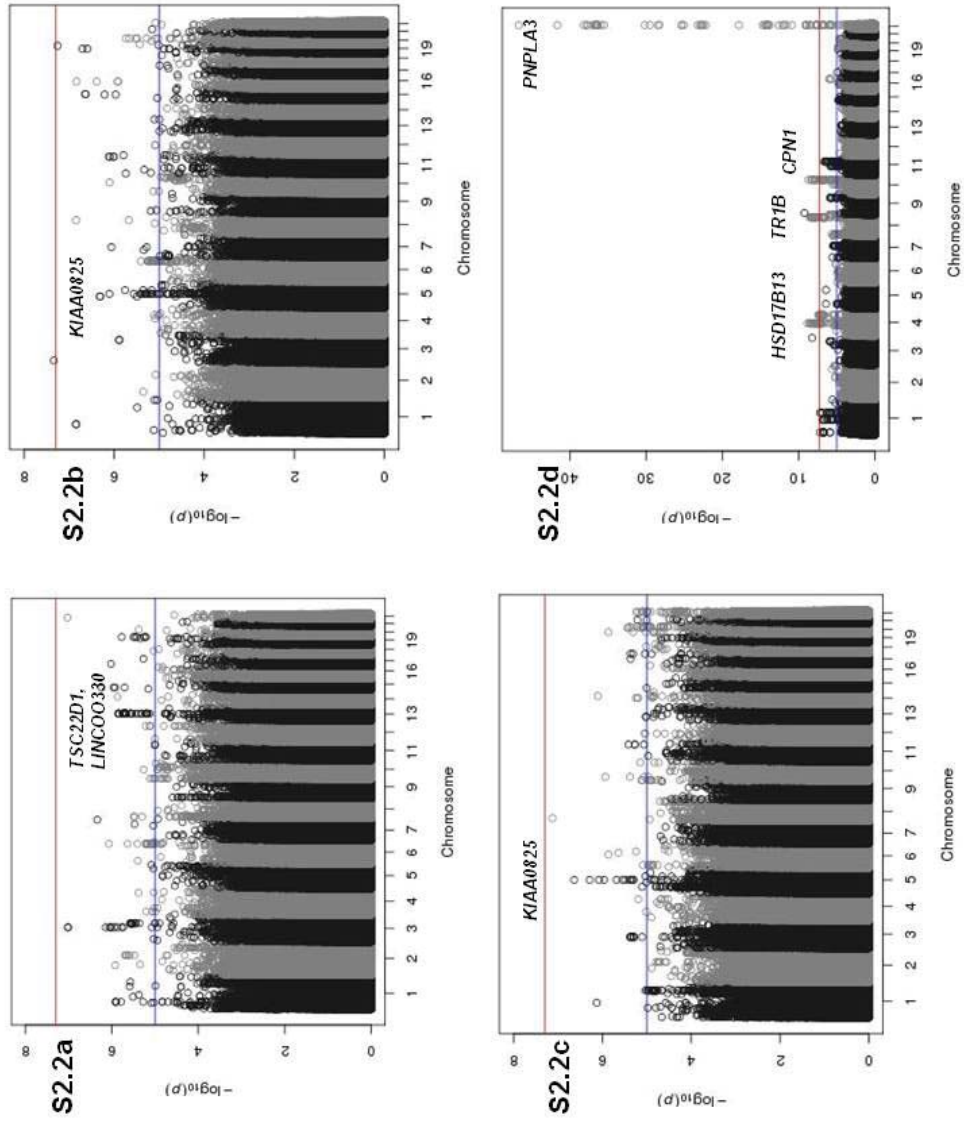 S2.2a
TSC22D1,
LINCOO330
−log10(p)
8
6
4
2
0
1 2 3 4 5 6 7 9 11 13 16 19
Chromosome
S2.2b
KIAA0825
−log10(p)
8
6
4
2
0
1 2 3 4 5 6 7 9 11 13 16 19
Chromosome
S2.2c
KIAA0825
−log10(p)
8
6
4
2
0
1 2 3 4 5 6 7 9 11 13 16 19
Chromosome
S2.2d
PNPLA3
HSD17B13 TR1B CPN1
−log10(p)
40
30
20
10
0
1 2 3 4 5 6 7 9 11 13 16 19
Chromosome